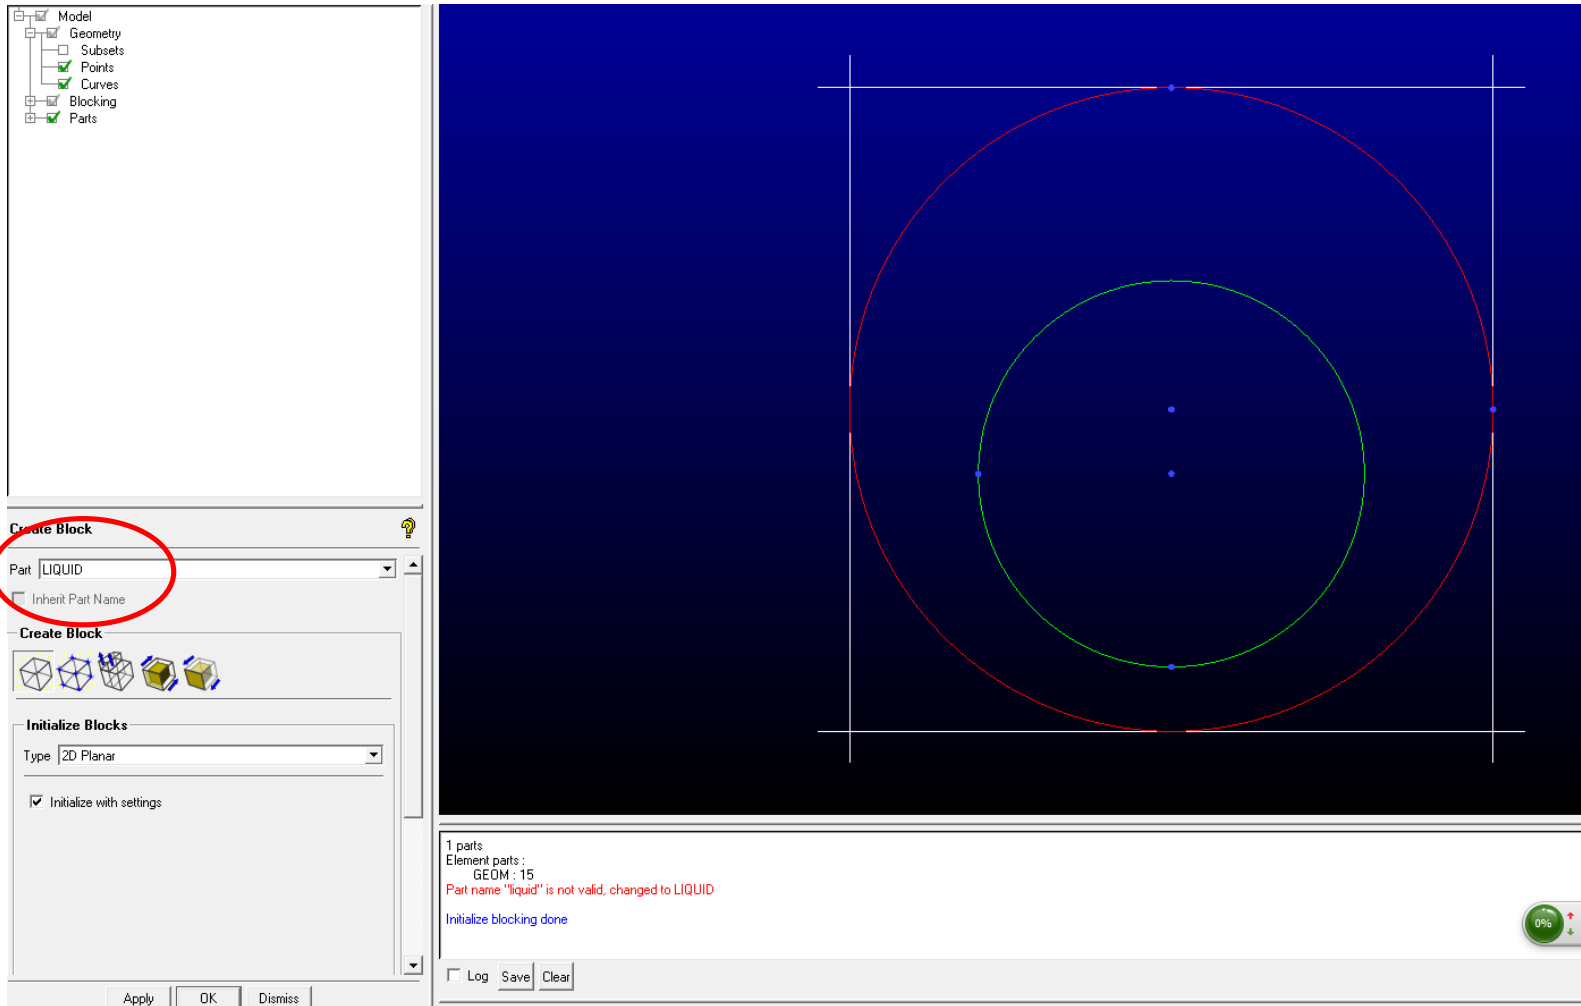 Model
Geometry
Subsets
Points
Curves
Blocking
Parts
Create Block
Part LIQUID
Inherit Part Name
Create Block
Initialize Blocks
Type 2D Planar
Initialize with settings
Apply OK Dismiss
1 parts
Element parts :
GEOM : 15
Part name "liquid" is not valid, changed to LIQUID
Initialize blocking done
Log Save Clear
0%